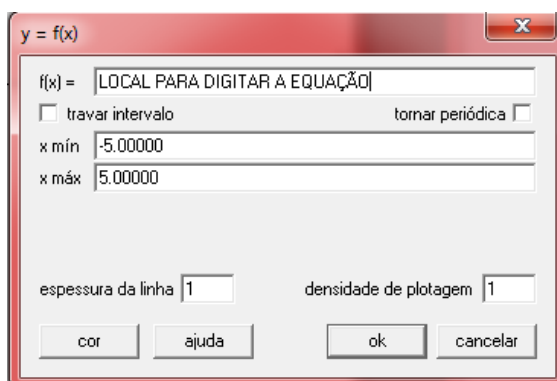 y = f(x)
f(x) = LOCAL PARA DIGITAR A EQUAÇÃO
travar intervalo tornar periódica
x mín -5.00000
x máx 5.00000
espessura da linha 1 densidade de plotagem 1
cor ajuda ok cancelar